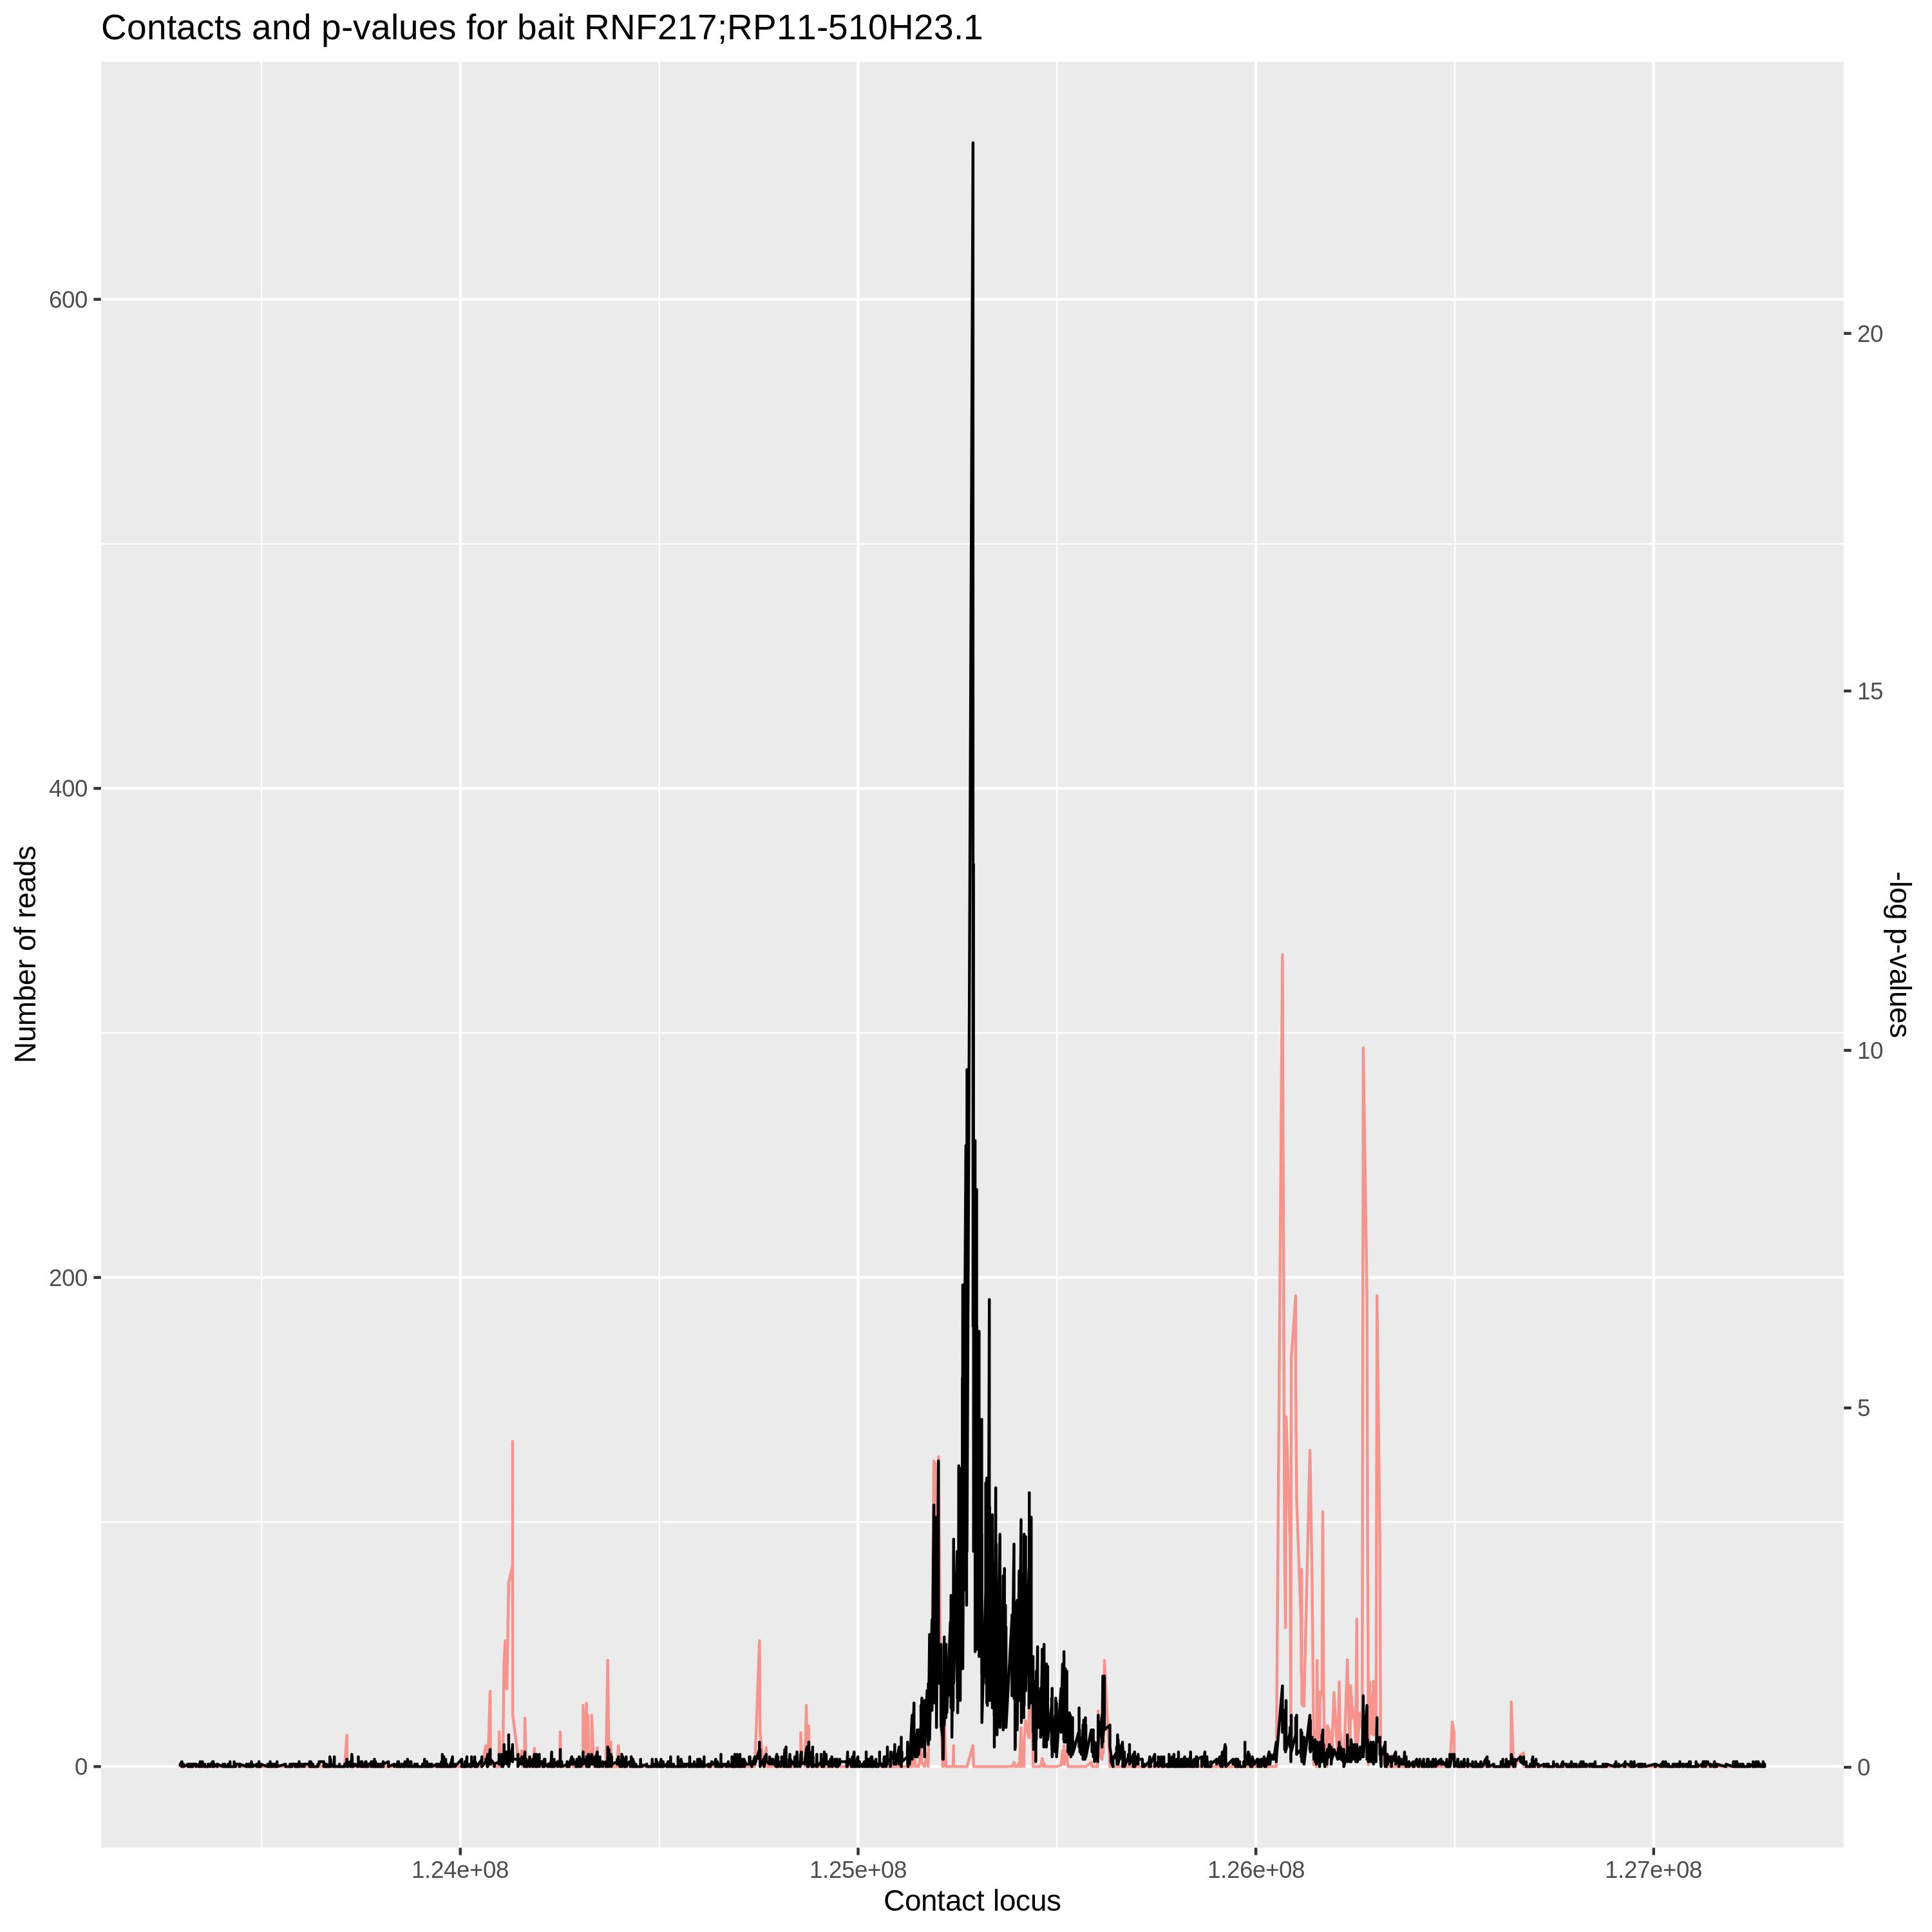 Contacts and p-values for bait RNF217;RP11-510H23.1
Number of reads
600
400
200
0
20
15
10
5
0
-log p-values
1.24e+08
1.25e+08
1.26e+08
1.27e+08
Contact locus